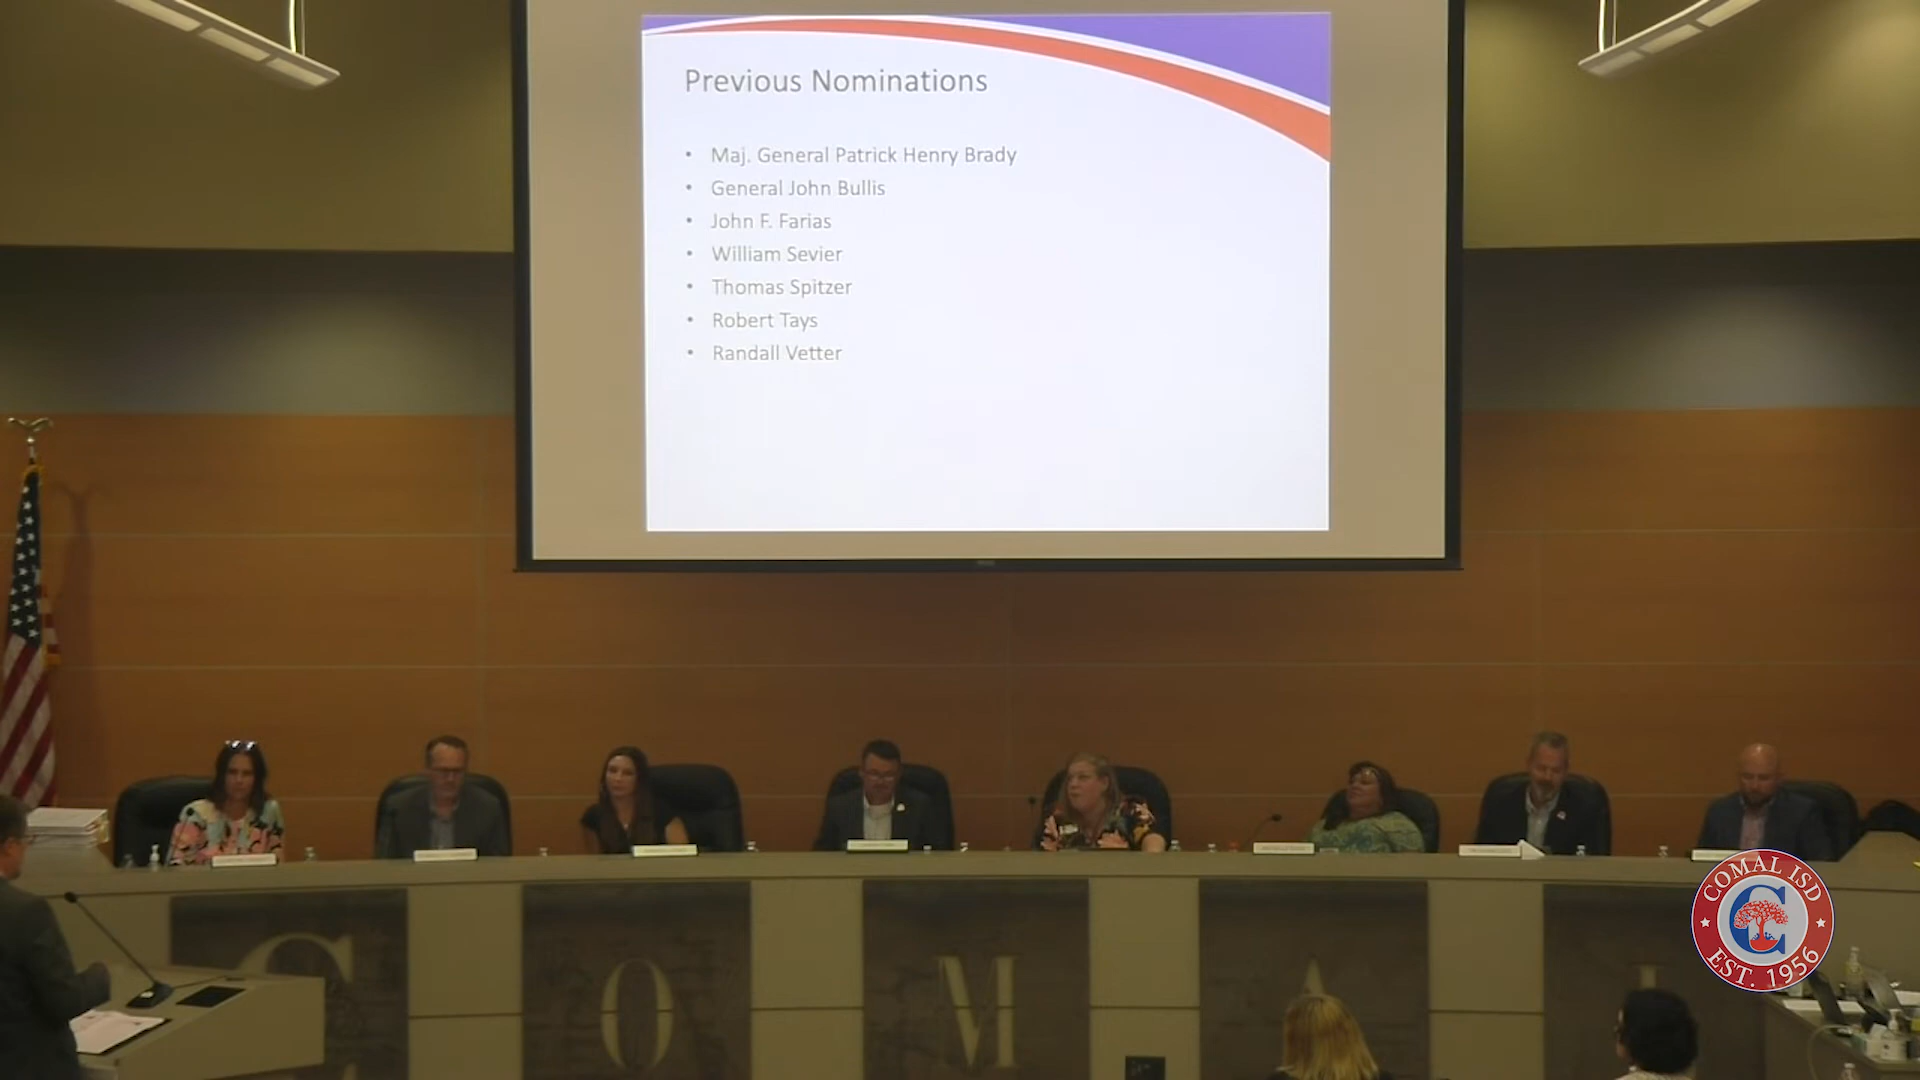 Previous Nominations
• Maj. General Patrick Henry Brady
• General John Bullis
• John F. Farias
• William Sevier
• Thomas Spitzer
• Robert Tays
• Randall Vetter
C O M A L
COMAL ISD
C
EST. 1956